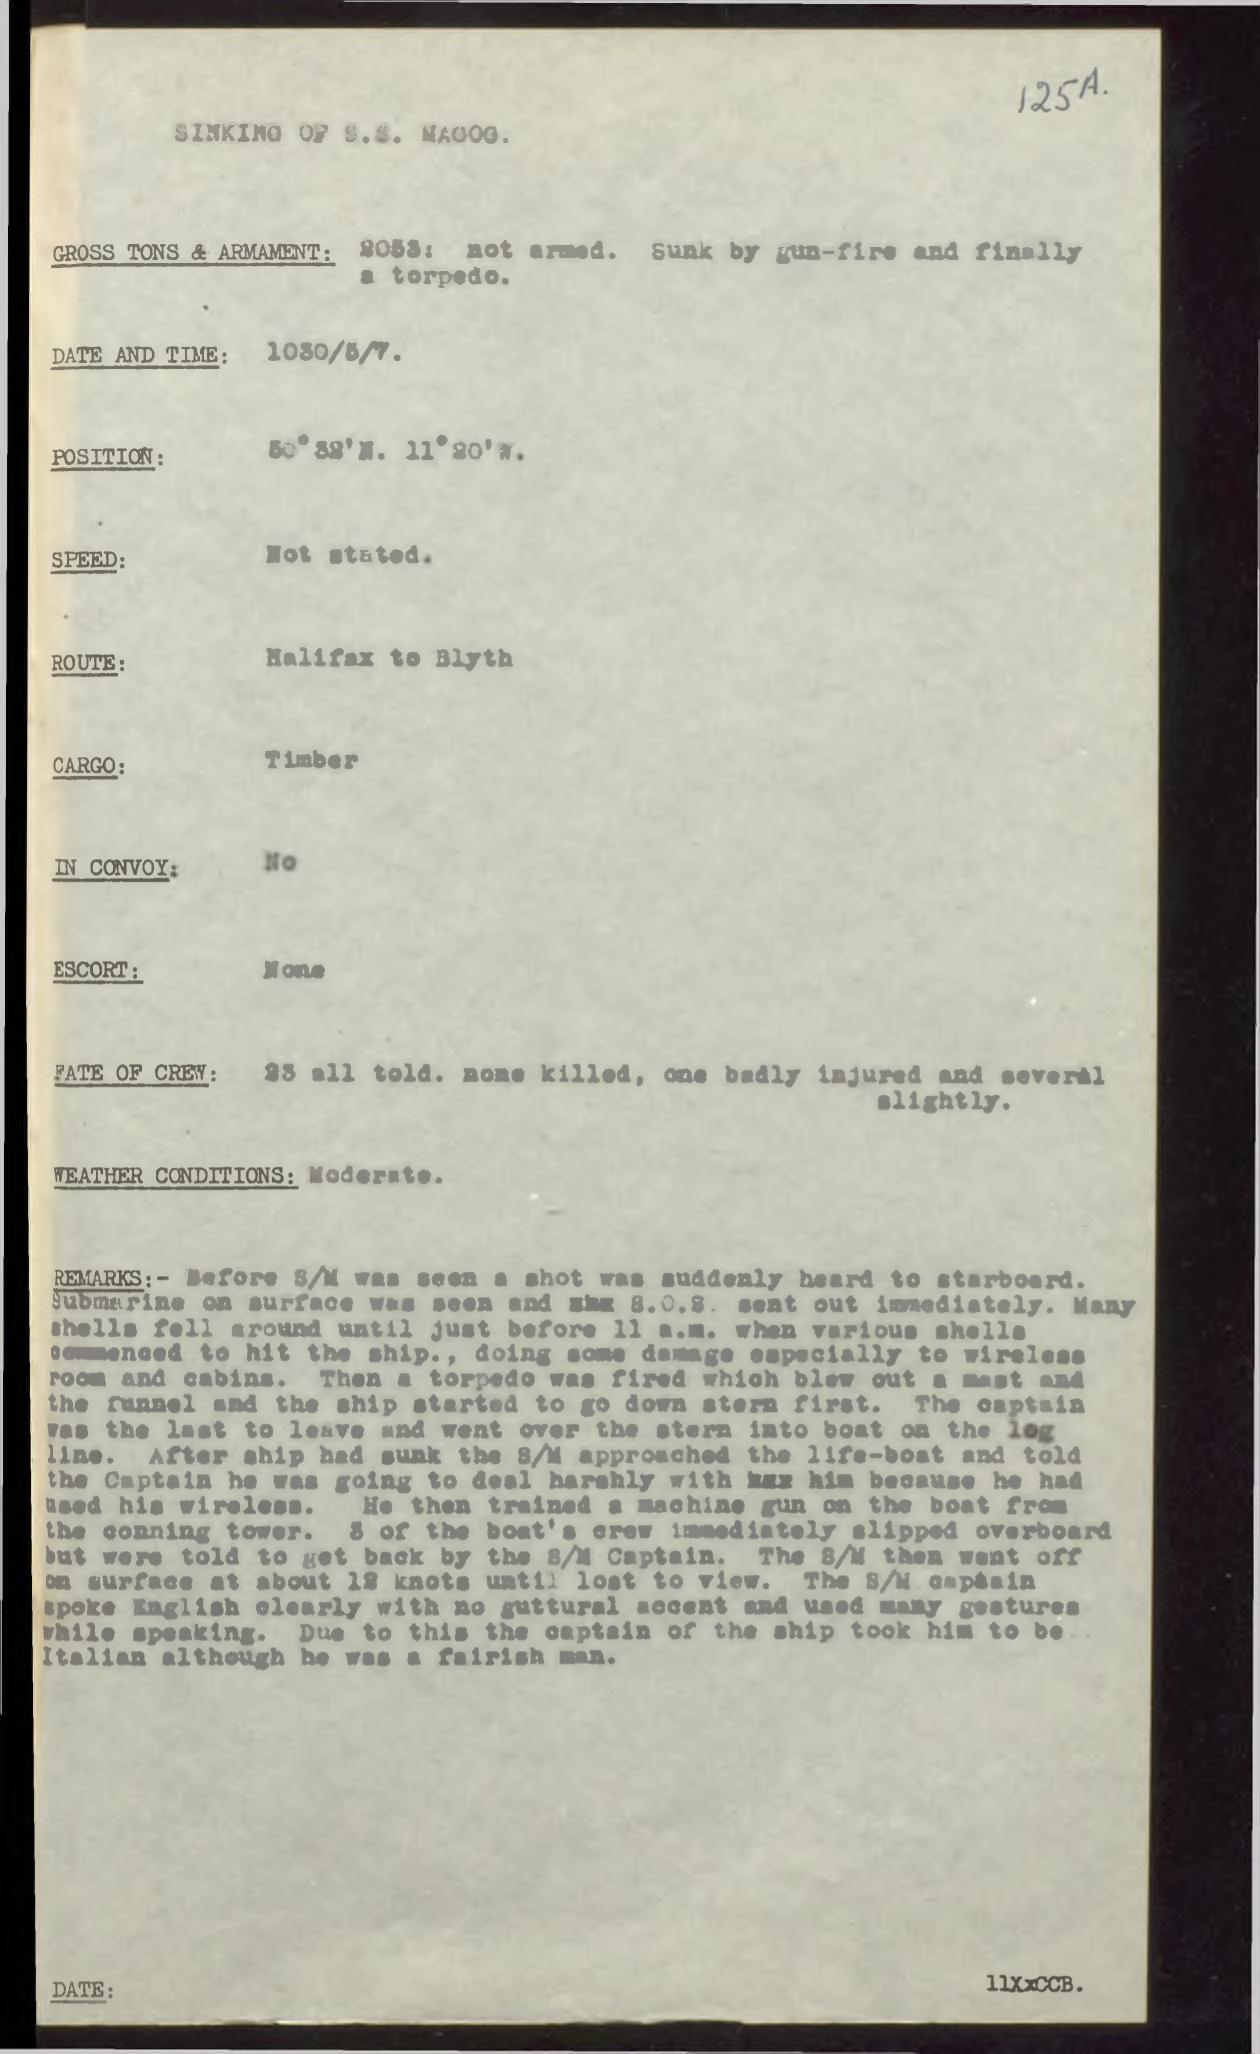 125A.
SINKING OF S.S. MAGOG.
GROSS TONS & ARMAMENT: 2053: not armed. Sunk by gun-fire and finally
a torpedo.
DATE AND TIME: 1030/5/7.
POSITION: 50° 32'N. 11° 20'W.
SPEED: Not stated.
ROUTE: Halifax to Blyth
CARGO: Timber
IN CONVOY: No
ESCORT: None
FATE OF CREW: 23 all told. none killed, one badly injured and several
slightly.
WEATHER CONDITIONS: Moderate.
REMARKS:- Before S/M was seen a shot was suddenly heard to starboard.
Submarine on surface was seen and S.O.S. sent out immediately. Many
shells fell around until just before 11 a.m. when various shells
commenced to hit the ship., doing some damage especially to wireless
room and cabins. Then a torpedo was fired which blew out a mast and
the funnel and the ship started to go down stern first. The captain
was the last to leave and went over the stern into boat on the log
line. After ship had sunk the S/M approached the life-boat and told
the Captain he was going to deal harshly with him because he had
used his wireless. He then trained a machine gun on the boat from
the conning tower. 3 of the boat's crew immediately slipped overboard
but were told to get back by the S/M Captain. The S/M then went off
on surface at about 12 knots until lost to view. The S/M captain
spoke English clearly with no guttural accent and used many gestures
while speaking. Due to this the captain of the ship took him to be
Italian although he was a fairish man.
DATE:
11XxCCB.